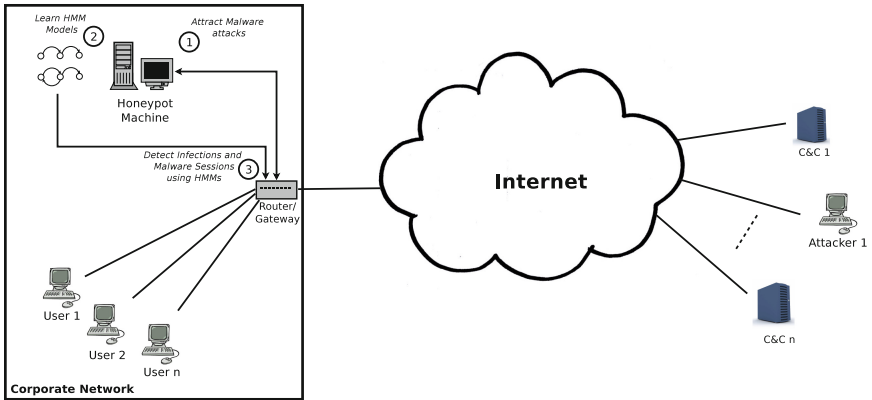 Learn HMM
Models
2
1
Attract Malware
attacks
Honeypot
Machine
Detect Infections and
Malware Sessions
using HMMs
3
Router/
Gateway
User 1
User 2
User n
Corporate Network
Internet
C&C 1
Attacker 1
C&C n